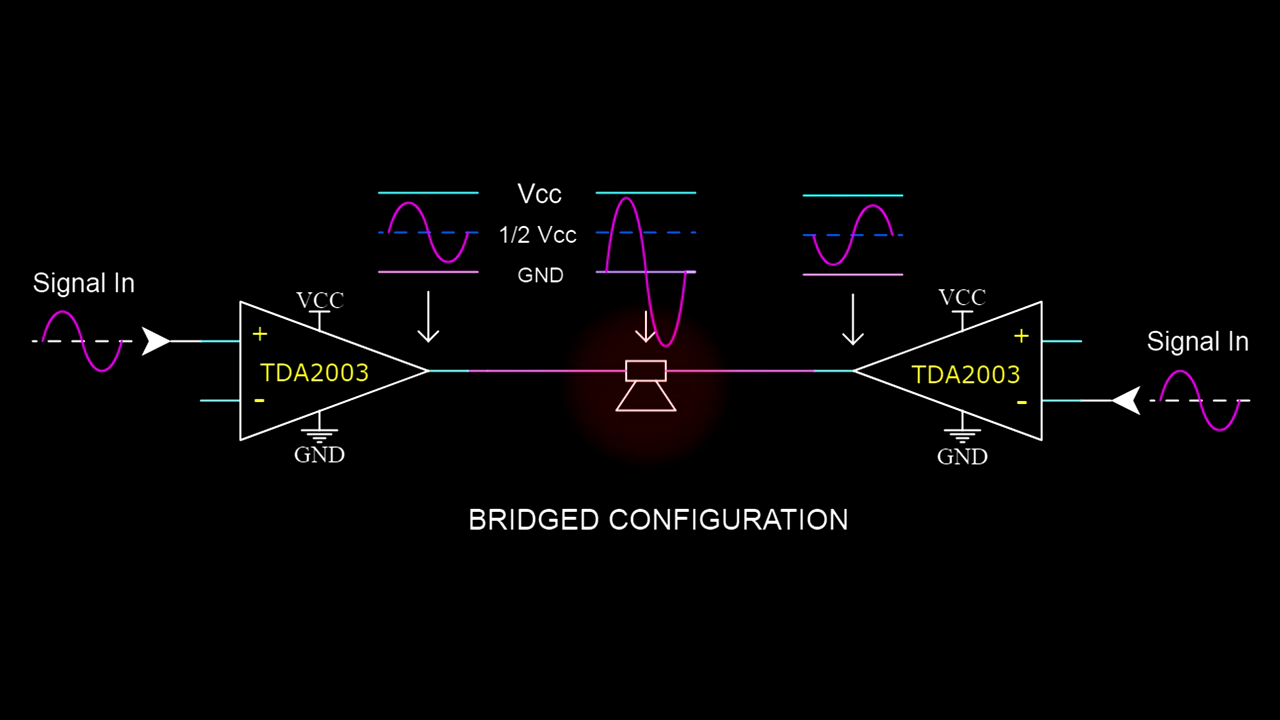 Vcc
1/2 Vcc
GND
Signal In
VCC
+
TDA2003
-
GND
VCC
+
TDA2003
-
GND
Signal In
BRIDGED CONFIGURATION